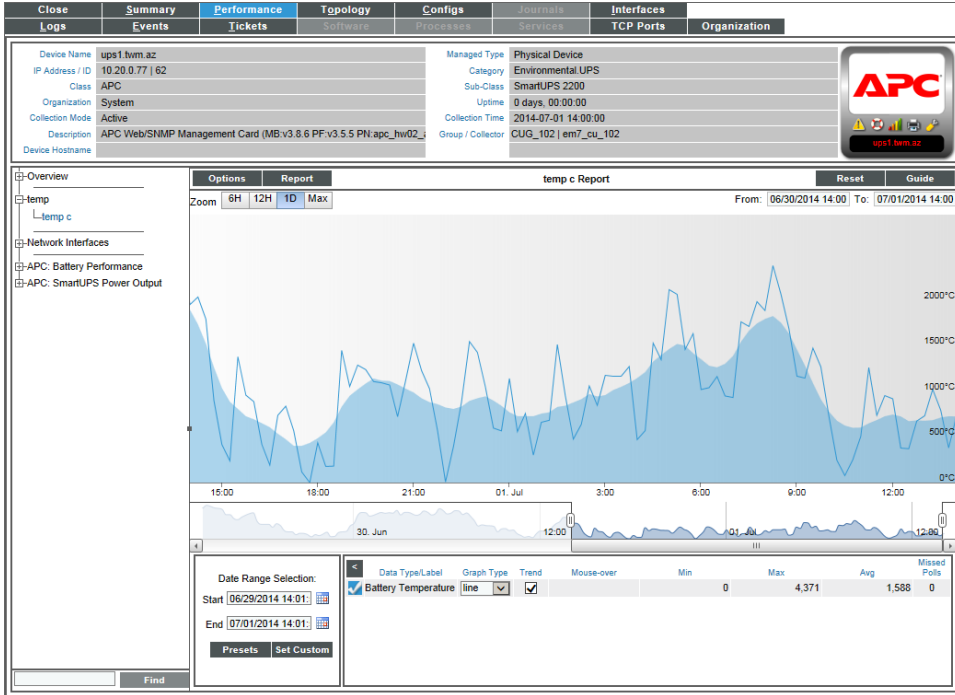 Close Summary Performance Topology Configs Journals Interfaces
Logs Events Tickets Software Processes Services TCP Ports Organization
Device Name ups1.twm.az Managed Type Physical Device
IP Address / ID 10.20.0.77 | 62 Category Environmental.UPS
Class APC Sub-Class SmartUPS 2200
Organization System Uptime 0 days, 00:00:00
Collection Mode Active Collection Time 2014-07-01 14:00:00
Description APC Web/SNMP Management Card (MB:v3.8.6 PF:v3.5.5 PN:apc_hw02_ Group / Collector CUG_102 | em7_cu_102
Device Hostname
APC
ups1.twm.az
Overview
temp
temp c
Network Interfaces
APC: Battery Performance
APC: SmartUPS Power Output
Find
Options Report temp c Report Reset Guide
Zoom 6H 12H 1D Max From: 06/30/2014 14:00 To: 07/01/2014 14:00
2000°C
1500°C
1000°C
500°C
0°C
15:00 18:00 21:00 01. Jul 3:00 6:00 9:00 12:00
30. Jun 12:00 01. Jul 12:00
Date Range Selection:
Start 06/29/2014 14:01:
End 07/01/2014 14:01:
Presets Set Custom
< Data Type/Label Graph Type Trend Mouse-over Min Max Avg Missed Polls
Battery Temperature line 0 4,371 1,588 0